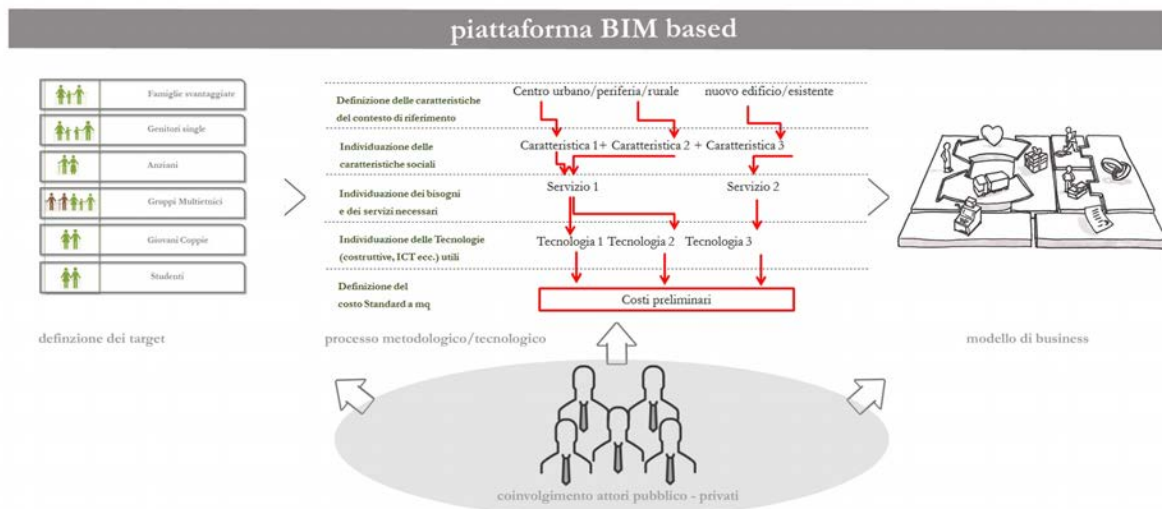 piattaforma BIM based
Famiglie svantaggiate
Genitori single
Anziani
Gruppi Multietnici
Giovani Coppie
Studenti
definzione dei target
Definizione delle caratteristiche
del contesto di riferimento
Centro urbano/periferia/rurale nuovo edificio/esistente
Individuazione delle
caratteristiche sociali
Caratteristica 1+ Caratteristica 2 + Caratteristica 3
Individuazione dei bisogni
e dei servizi necessari
Servizio 1 Servizio 2
Individuazione delle Tecnologie
(costruttive, ICT ecc.) utili
Tecnologia 1 Tecnologia 2 Tecnologia 3
Definizione del
costo Standard a mq
Costi preliminari
processo metodologico/tecnologico
modello di business
coinvolgimento attori pubblico - privati